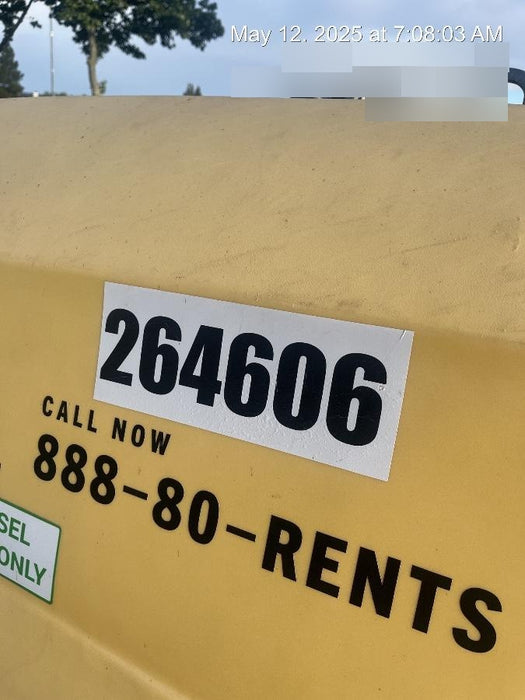 May 12, 2025 at 7:08:03 AM
264606
CALL NOW
888-80-RENTS
SEL
ONLY